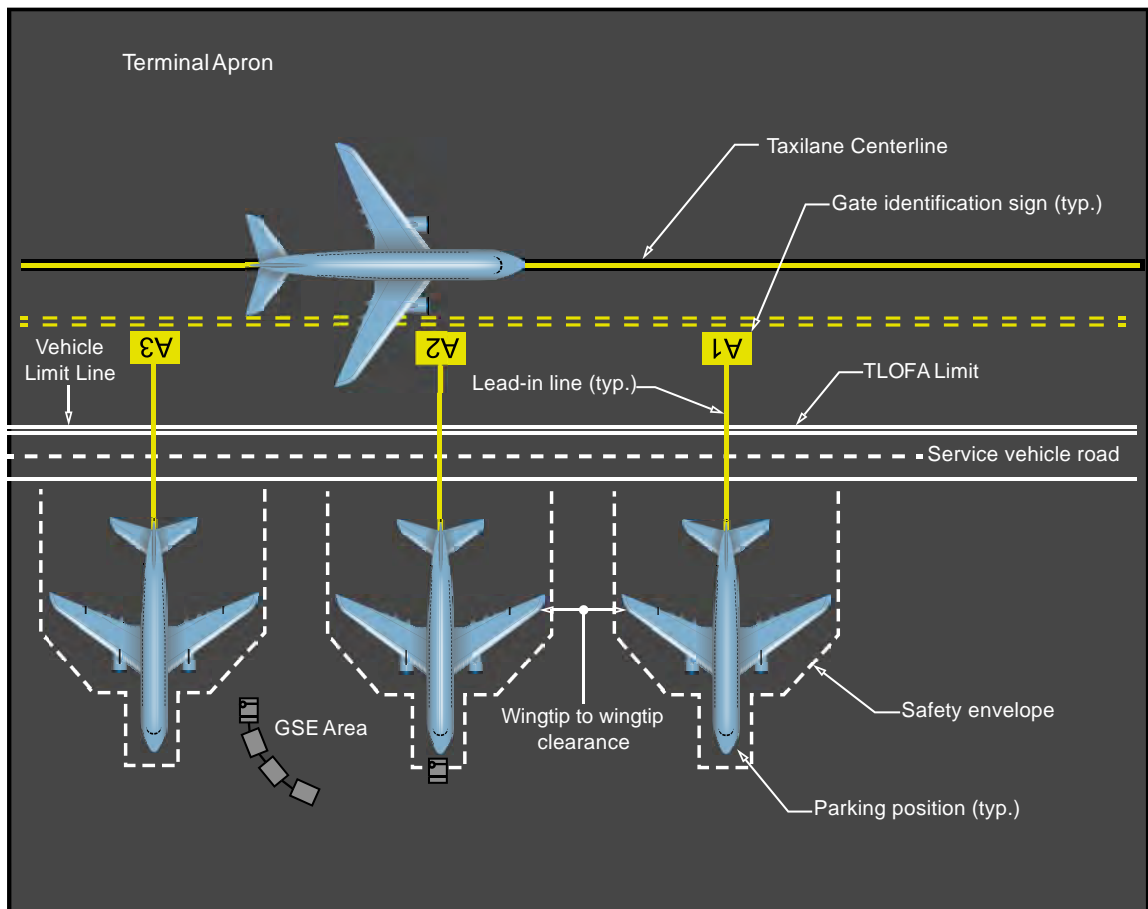 Terminal Apron
Taxilane Centerline
Gate identification sign (typ.)
Vehicle
Limit Line
A3
A2
A1
TLOFA Limit
Lead-in line (typ.)
Service vehicle road
GSE Area
Wingtip to wingtip
clearance
Safety envelope
Parking position (typ.)